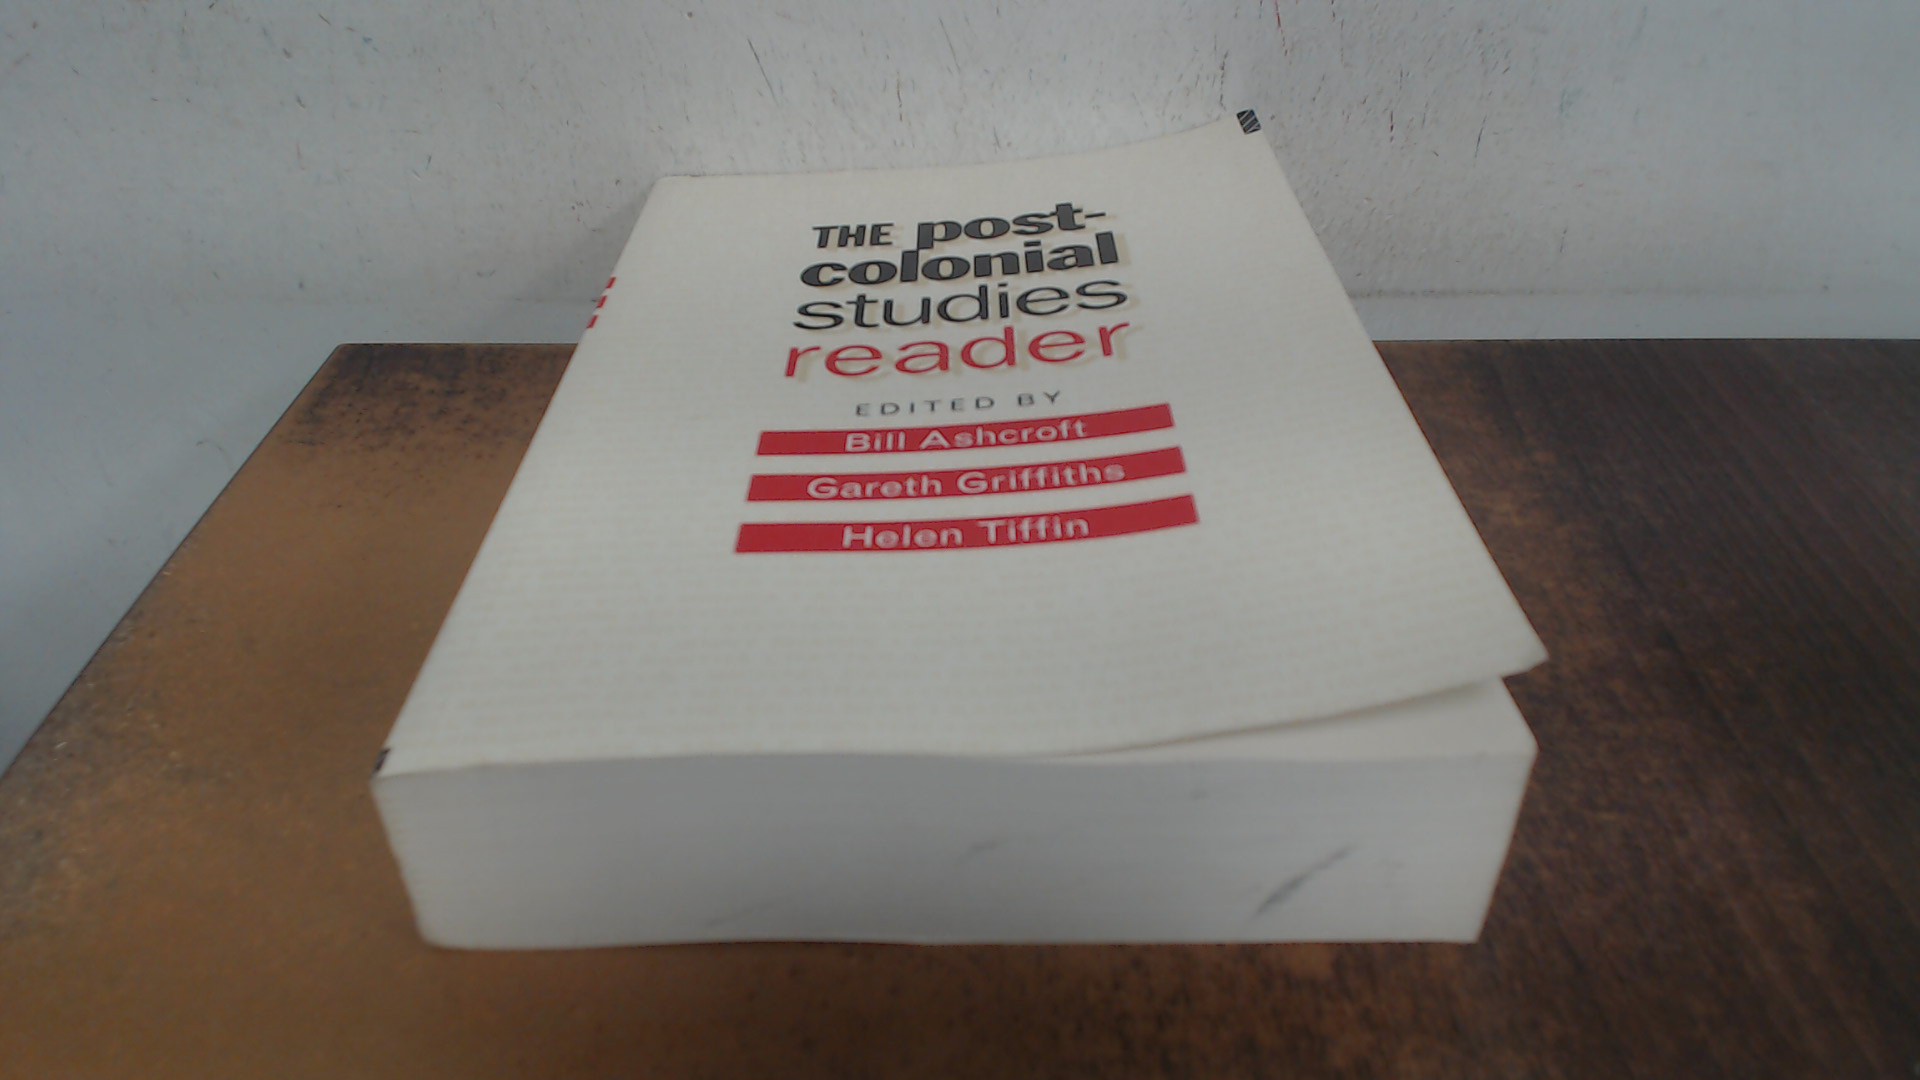 THE post-
colonial
studies
reader
EDITED BY
Bill Ashcroft
Gareth Griffiths
Helen Tiffin